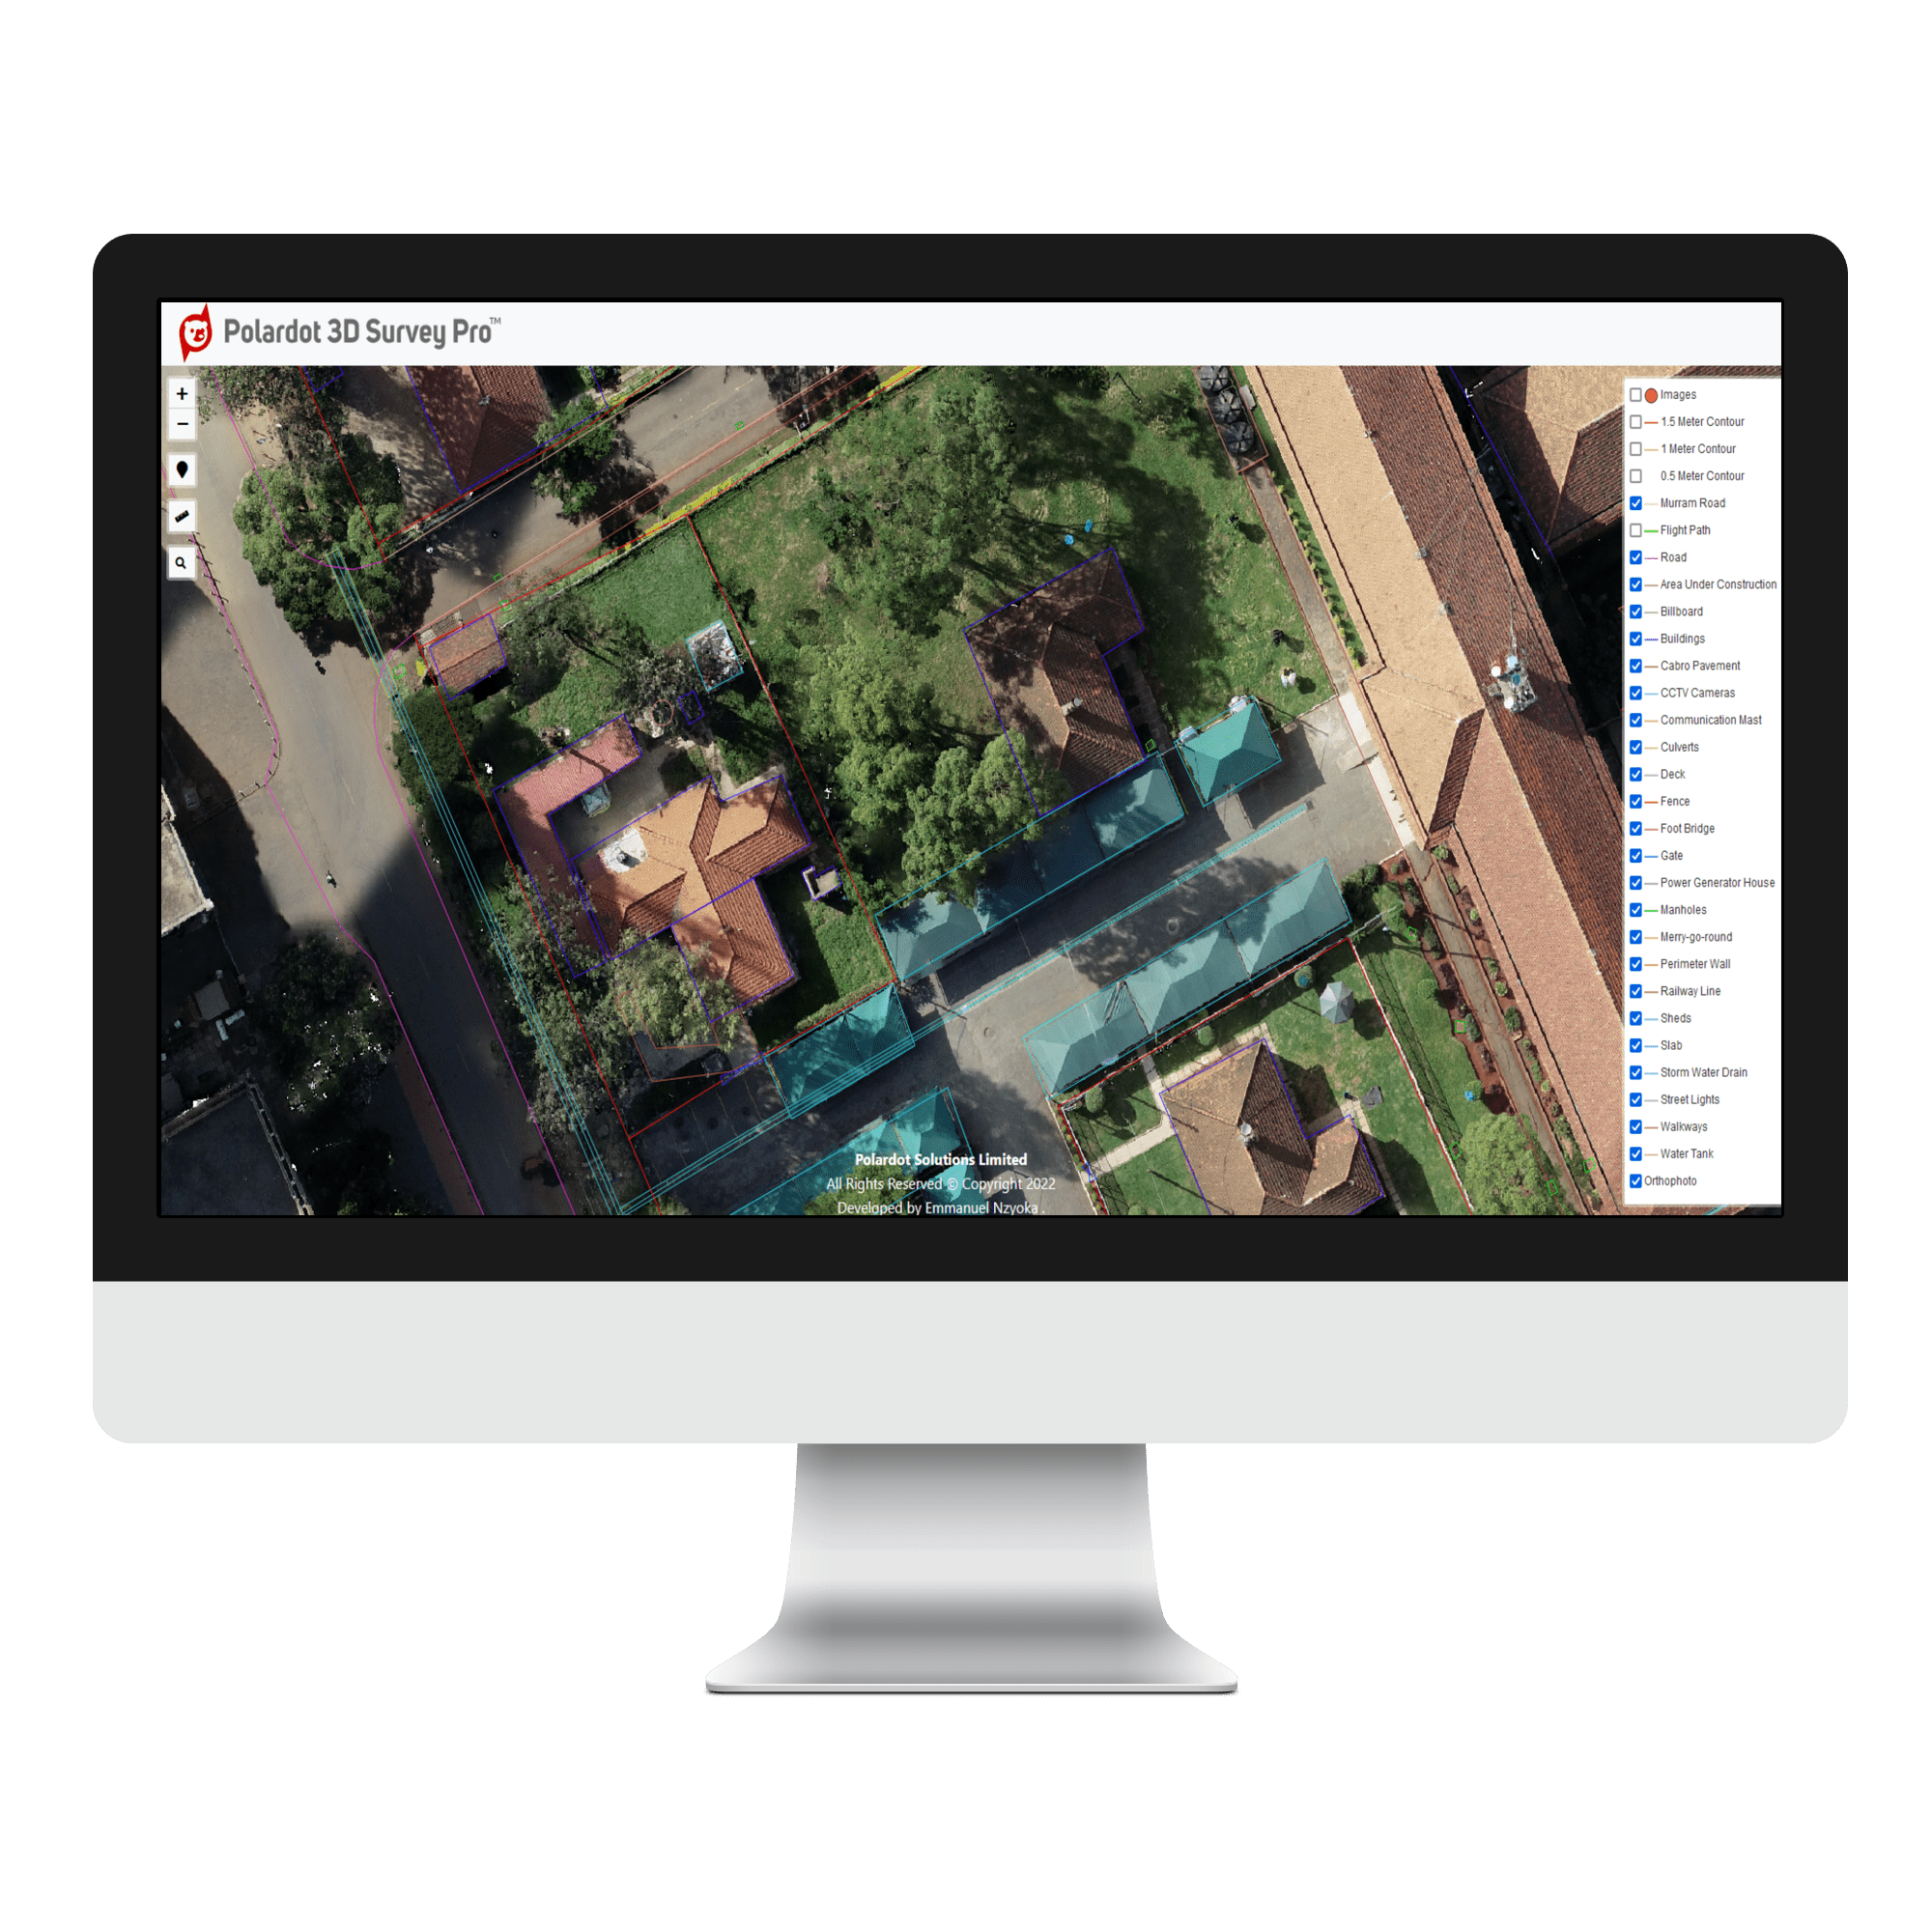 Polardot 3D Survey Pro™
Images
1.5 Meter Contour
1 Meter Contour
0.5 Meter Contour
Murram Road
Flight Path
Road
Area Under Construction
Billboard
Buildings
Cabro Pavement
CCTV Cameras
Communication Mast
Culverts
Deck
Fence
Foot Bridge
Gate
Power Generator House
Manholes
Merry-go-round
Perimeter Wall
Railway Line
Sheds
Slab
Storm Water Drain
Street Lights
Walkways
Water Tank
Orthophoto
Polardot Solutions Limited
All Rights Reserved © Copyright 2022
Developed by Emmanuel Nzyoka .